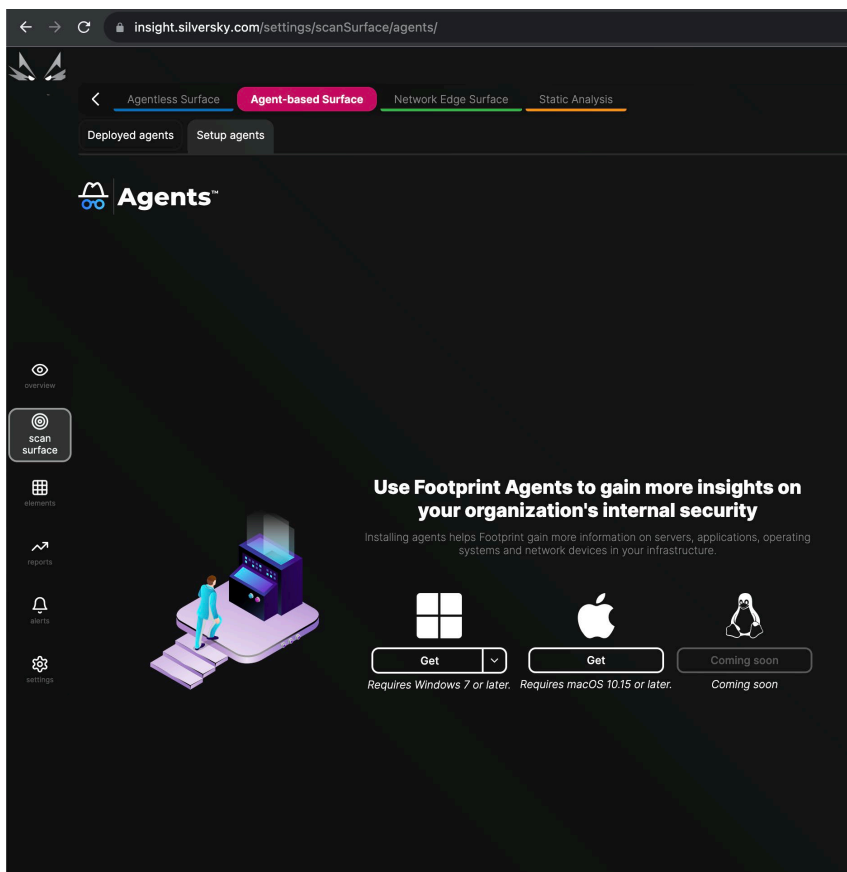 insight.silversky.com/settings/scanSurface/agents/
Agentless Surface Agent-based Surface Network Edge Surface Static Analysis
Deployed agents Setup agents
Agents™
overview
scan
surface
elements
reports
alerts
settings
Use Footprint Agents to gain more insights on
your organization's internal security
Installing agents helps Footprint gain more information on servers, applications, operating
systems and network devices in your infrastructure.
Get Get Coming soon
Requires Windows 7 or later. Requires macOS 10.15 or later. Coming soon